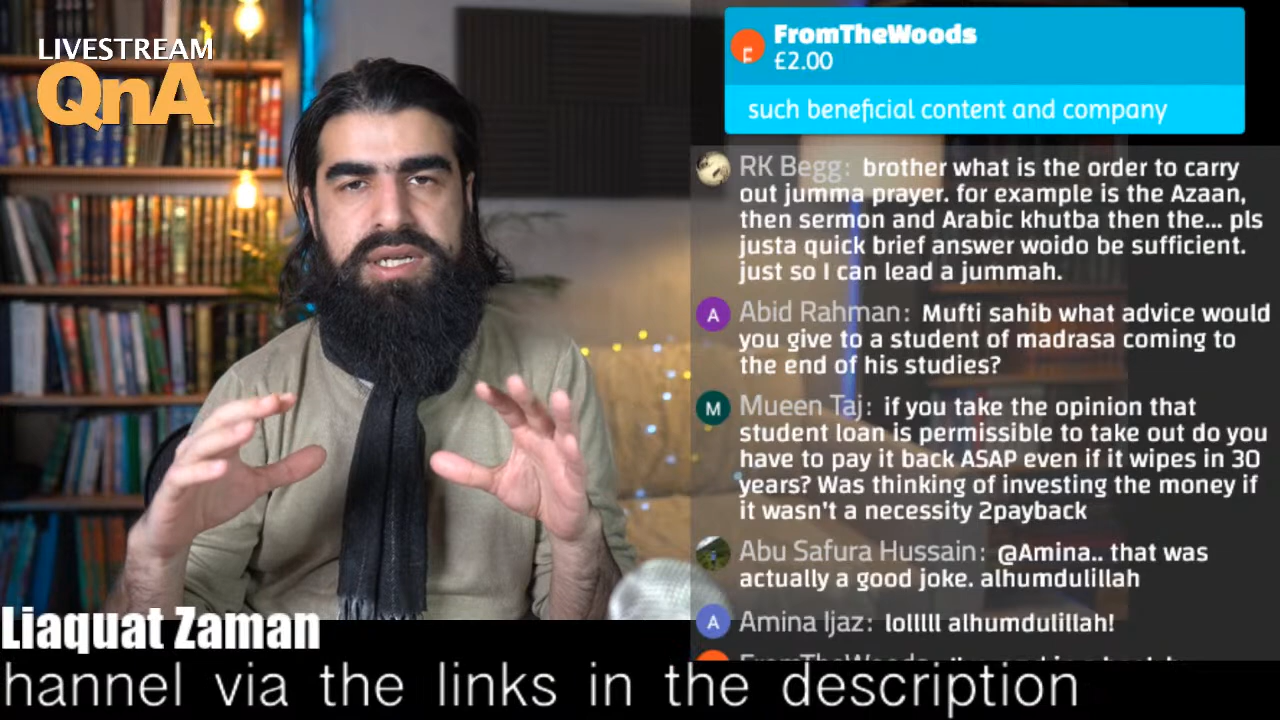 LIVESTREAM
QnA
FromTheWoods
£2.00
such beneficial content and company
RK Begg: brother what is the order to carry
out jumma prayer. for example is the Azaan,
then sermon and Arabic khutba then the... pls
justa quick brief answer woido be sufficient.
just so I can lead a jummah.
A Abid Rahman: Mufti sahib what advice would
you give to a student of madrasa coming to
the end of his studies?
M Mueen Taj: if you take the opinion that
student loan is permissible to take out do you
have to pay it back ASAP even if it wipes in 30
years? Was thinking of investing the money if
it wasn't a necessity 2payback
Abu Safura Hussain: @Amina.. that was
actually a good joke. alhumdulillah
A Amina Ijaz: lolllll alhumdulillah!
FromTheWoods:
Liaquat Zaman
hannel via the links in the description